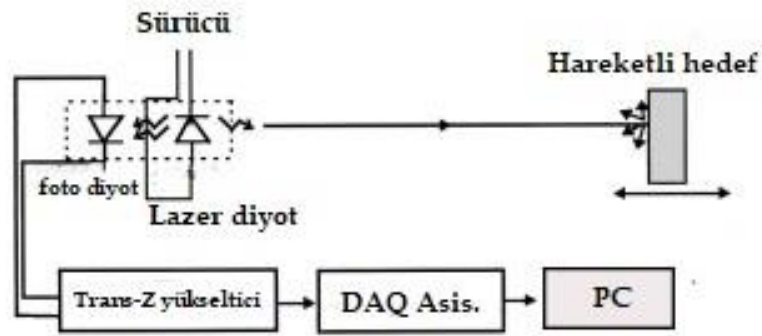 Sürücü
Hareketli hedef
foto diyot
Lazer diyot
Trans-Z yükseltici
DAQ Asis.
PC